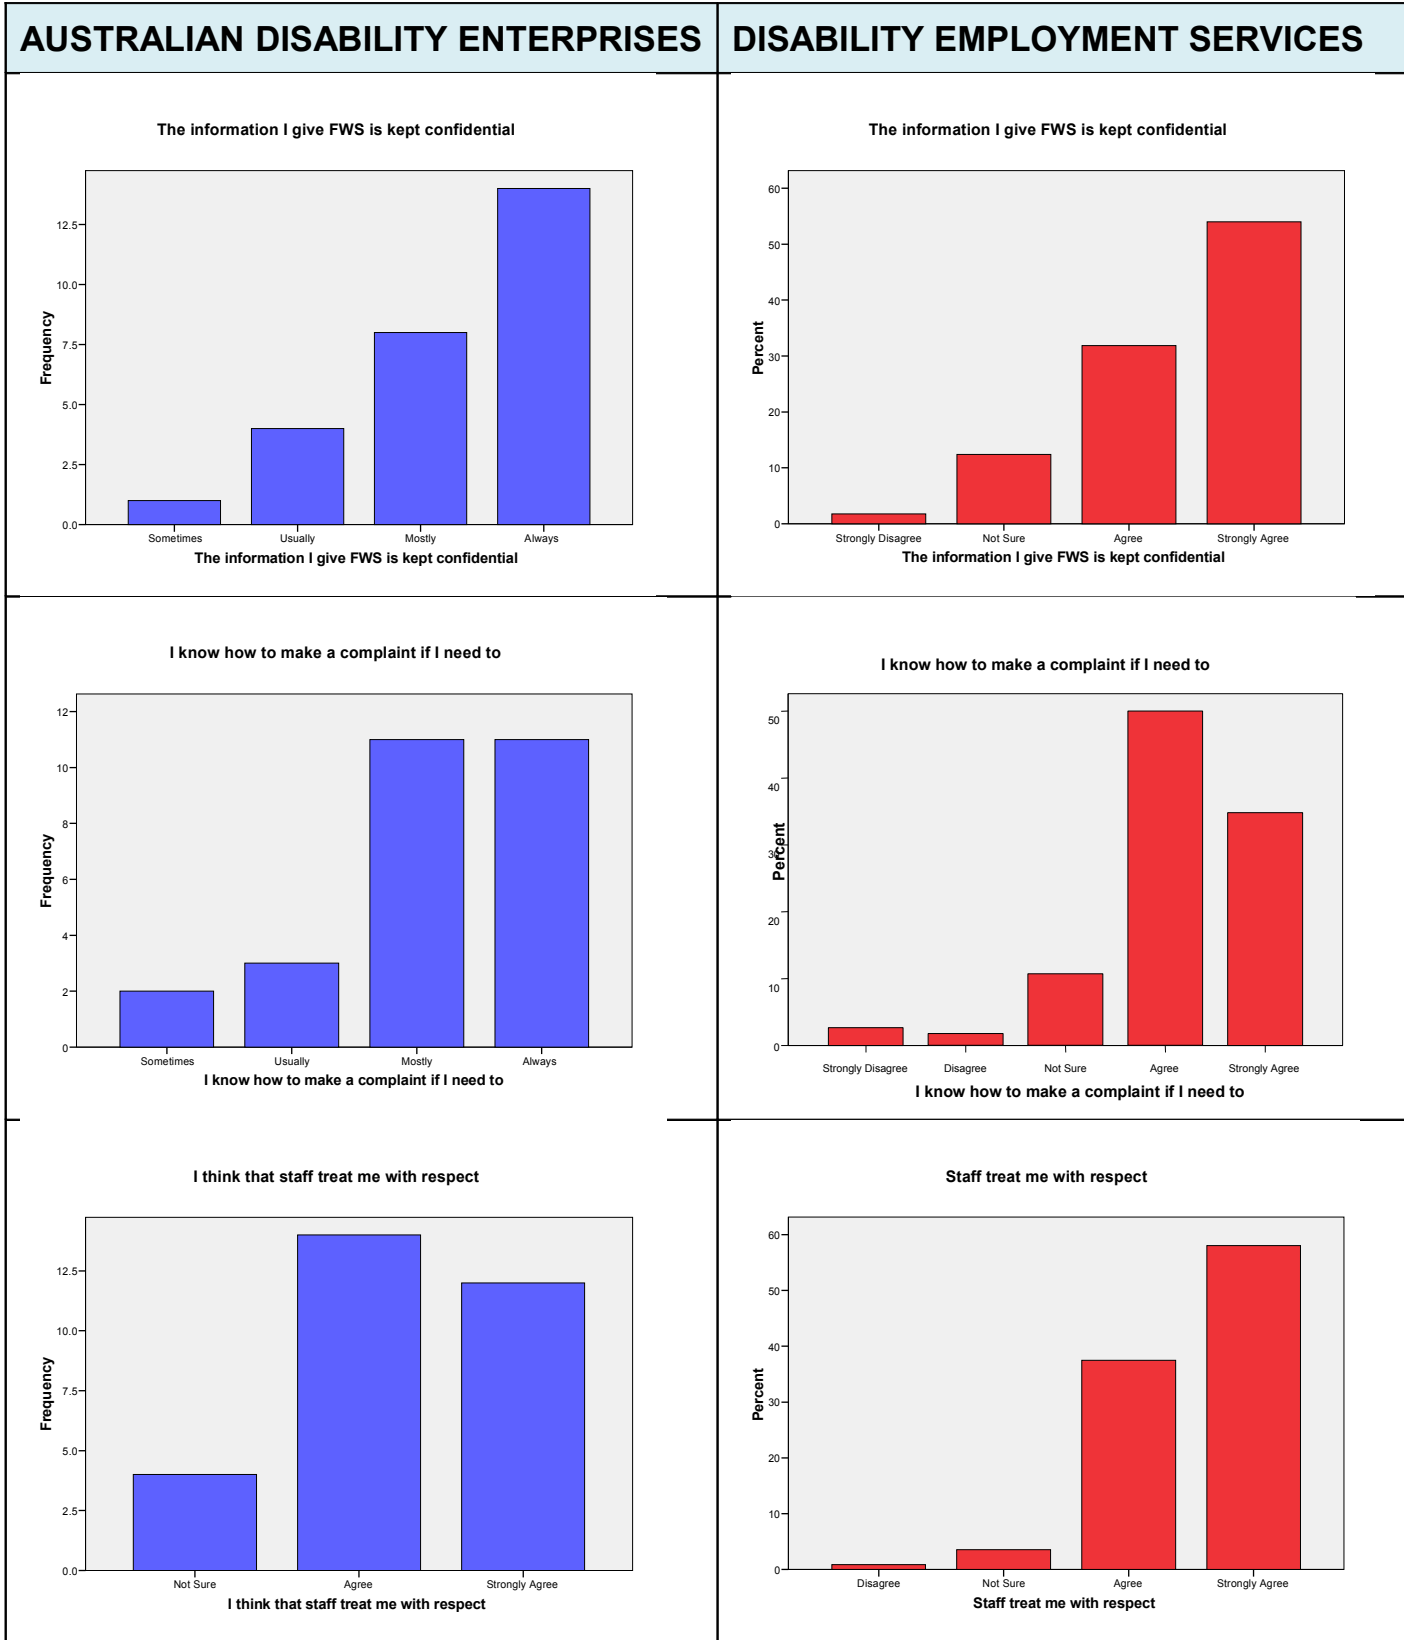 AUSTRALIAN DISABILITY ENTERPRISES
DISABILITY EMPLOYMENT SERVICES
The information I give FWS is kept confidential
Frequency
12.5
10.0
7.5
5.0
2.5
0.0
Sometimes Usually Mostly Always
The information I give FWS is kept confidential
The information I give FWS is kept confidential
Percent
60
50
40
30
20
10
0
Strongly Disagree Not Sure Agree Strongly Agree
The information I give FWS is kept confidential
I know how to make a complaint if I need to
Frequency
12
10
8
6
4
2
0
Sometimes Usually Mostly Always
I know how to make a complaint if I need to
I know how to make a complaint if I need to
Percent
50
40
30
20
10
0
Strongly Disagree Disagree Not Sure Agree Strongly Agree
I know how to make a complaint if I need to
I think that staff treat me with respect
Frequency
12.5
10.0
7.5
5.0
2.5
0.0
Not Sure Agree Strongly Agree
I think that staff treat me with respect
Staff treat me with respect
Percent
60
50
40
30
20
10
0
Disagree Not Sure Agree Strongly Agree
Staff treat me with respect